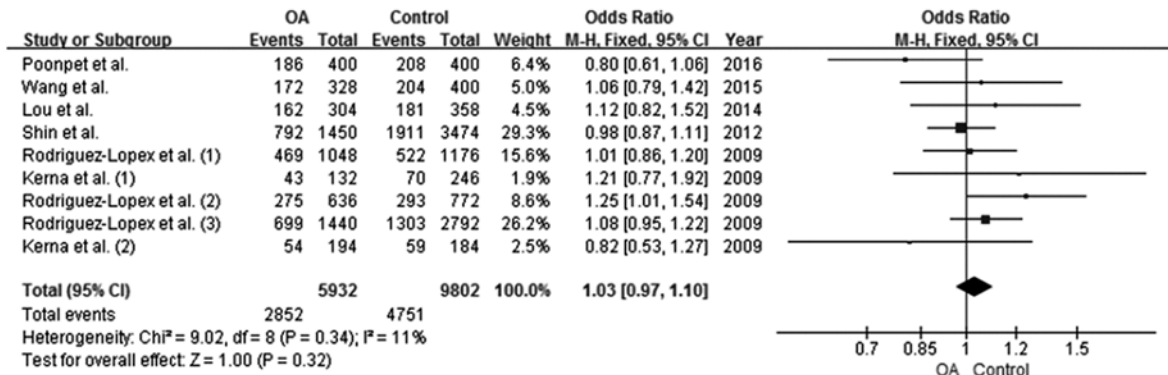 OA Control Odds Ratio Odds Ratio
Study or Subgroup Events Total Events Total Weight M-H, Fixed, 95% CI Year M-H, Fixed, 95% CI
Poonpet et al. 186 400 208 400 6.4% 0.80 [0.61, 1.06] 2016
Wang et al. 172 328 204 400 5.0% 1.06 [0.79, 1.42] 2015
Lou et al. 162 304 181 358 4.5% 1.12 [0.82, 1.52] 2014
Shin et al. 792 1450 1911 3474 29.3% 0.98 [0.87, 1.11] 2012
Rodriguez-Lopex et al. (1) 469 1048 522 1176 15.6% 1.01 [0.86, 1.20] 2009
Kerna et al. (1) 43 132 70 246 1.9% 1.21 [0.77, 1.92] 2009
Rodriguez-Lopex et al. (2) 275 636 293 772 8.6% 1.25 [1.01, 1.54] 2009
Rodriguez-Lopex et al. (3) 699 1440 1303 2792 26.2% 1.08 [0.95, 1.22] 2009
Kerna et al. (2) 54 194 59 184 2.5% 0.82 [0.53, 1.27] 2009
Total (95% CI) 5932 9802 100.0% 1.03 [0.97, 1.10]
Total events 2852 4751
Heterogeneity: Chi² = 9.02, df = 8 (P = 0.34); I² = 11%
Test for overall effect: Z = 1.00 (P = 0.32)
0.7 0.85 1 1.2 1.5
OA Control